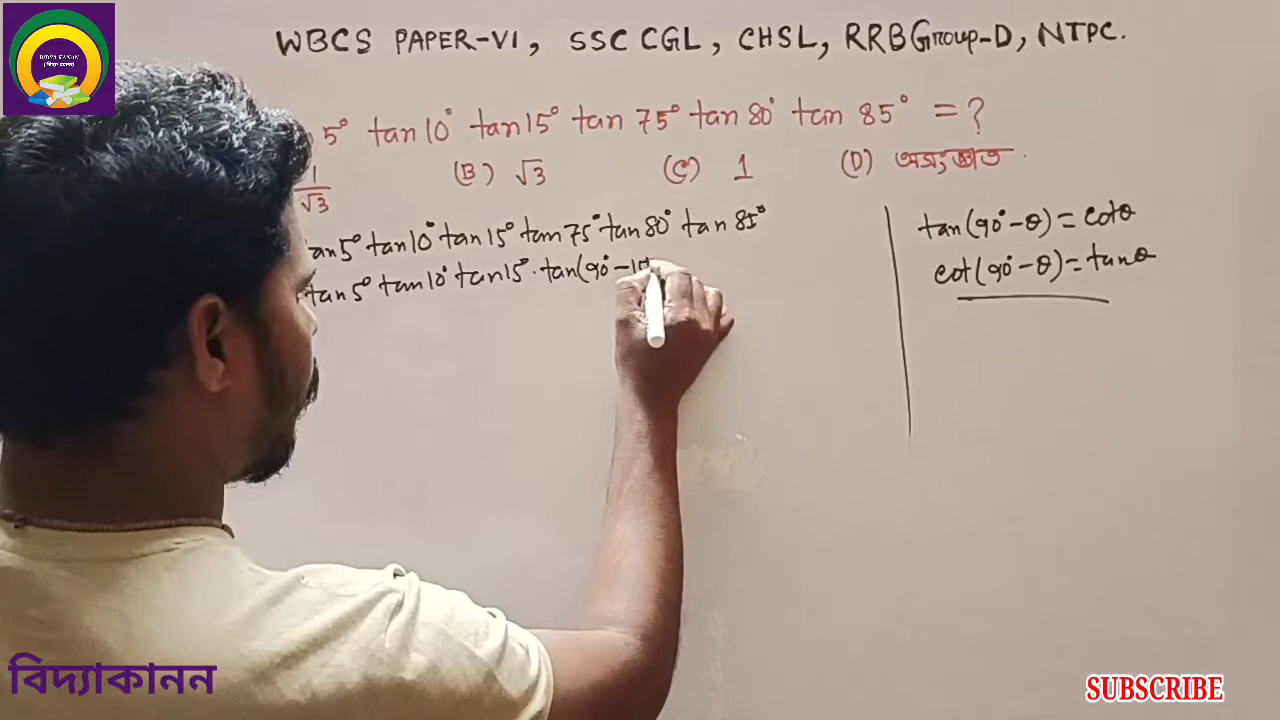 WBCS PAPER-VI, SSC CGL, CHSL, RRB Group-D, NTPC.
5° tan10° tan15° tan 75° tan 80° tan 85° = ?
1/√3 (B) √3 (C) 1 (D)
an5° tan10° tan15° tan75° tan80° tan85°
tan5° tan10° tan15°. tan(90°-15
tan(90°-θ)=cotθ
cot(90°-θ)=tanθ
বিদ্যাকানন
SUBSCRIBE